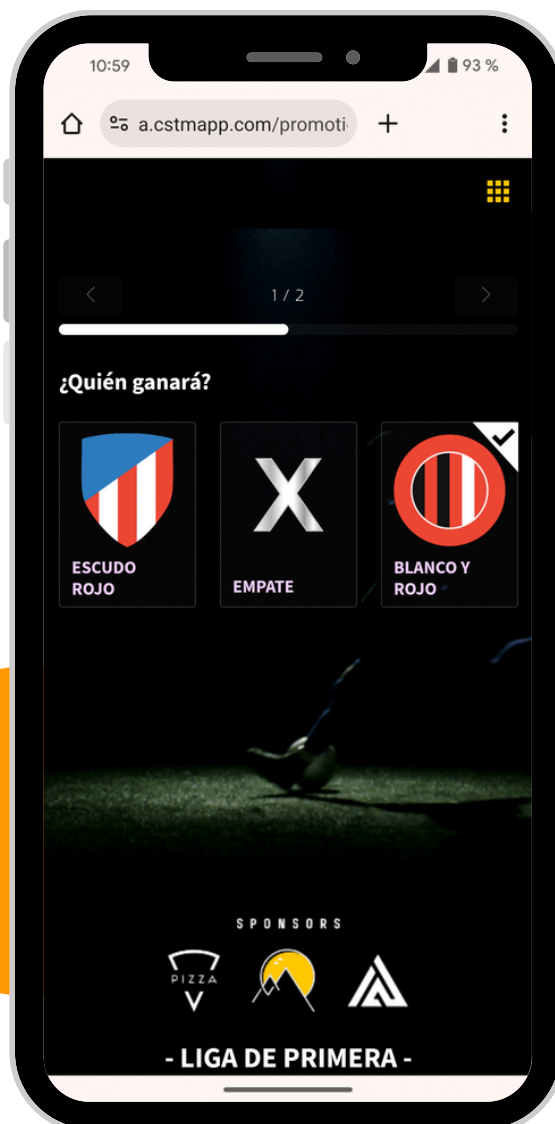 10:59
93 %
a.cstmapp.com/promoti
1 / 2
¿Quién ganará?
ESCUDO
ROJO
X
EMPATE
BLANCO Y
ROJO
SPONSORS
PIZZA
- LIGA DE PRIMERA -